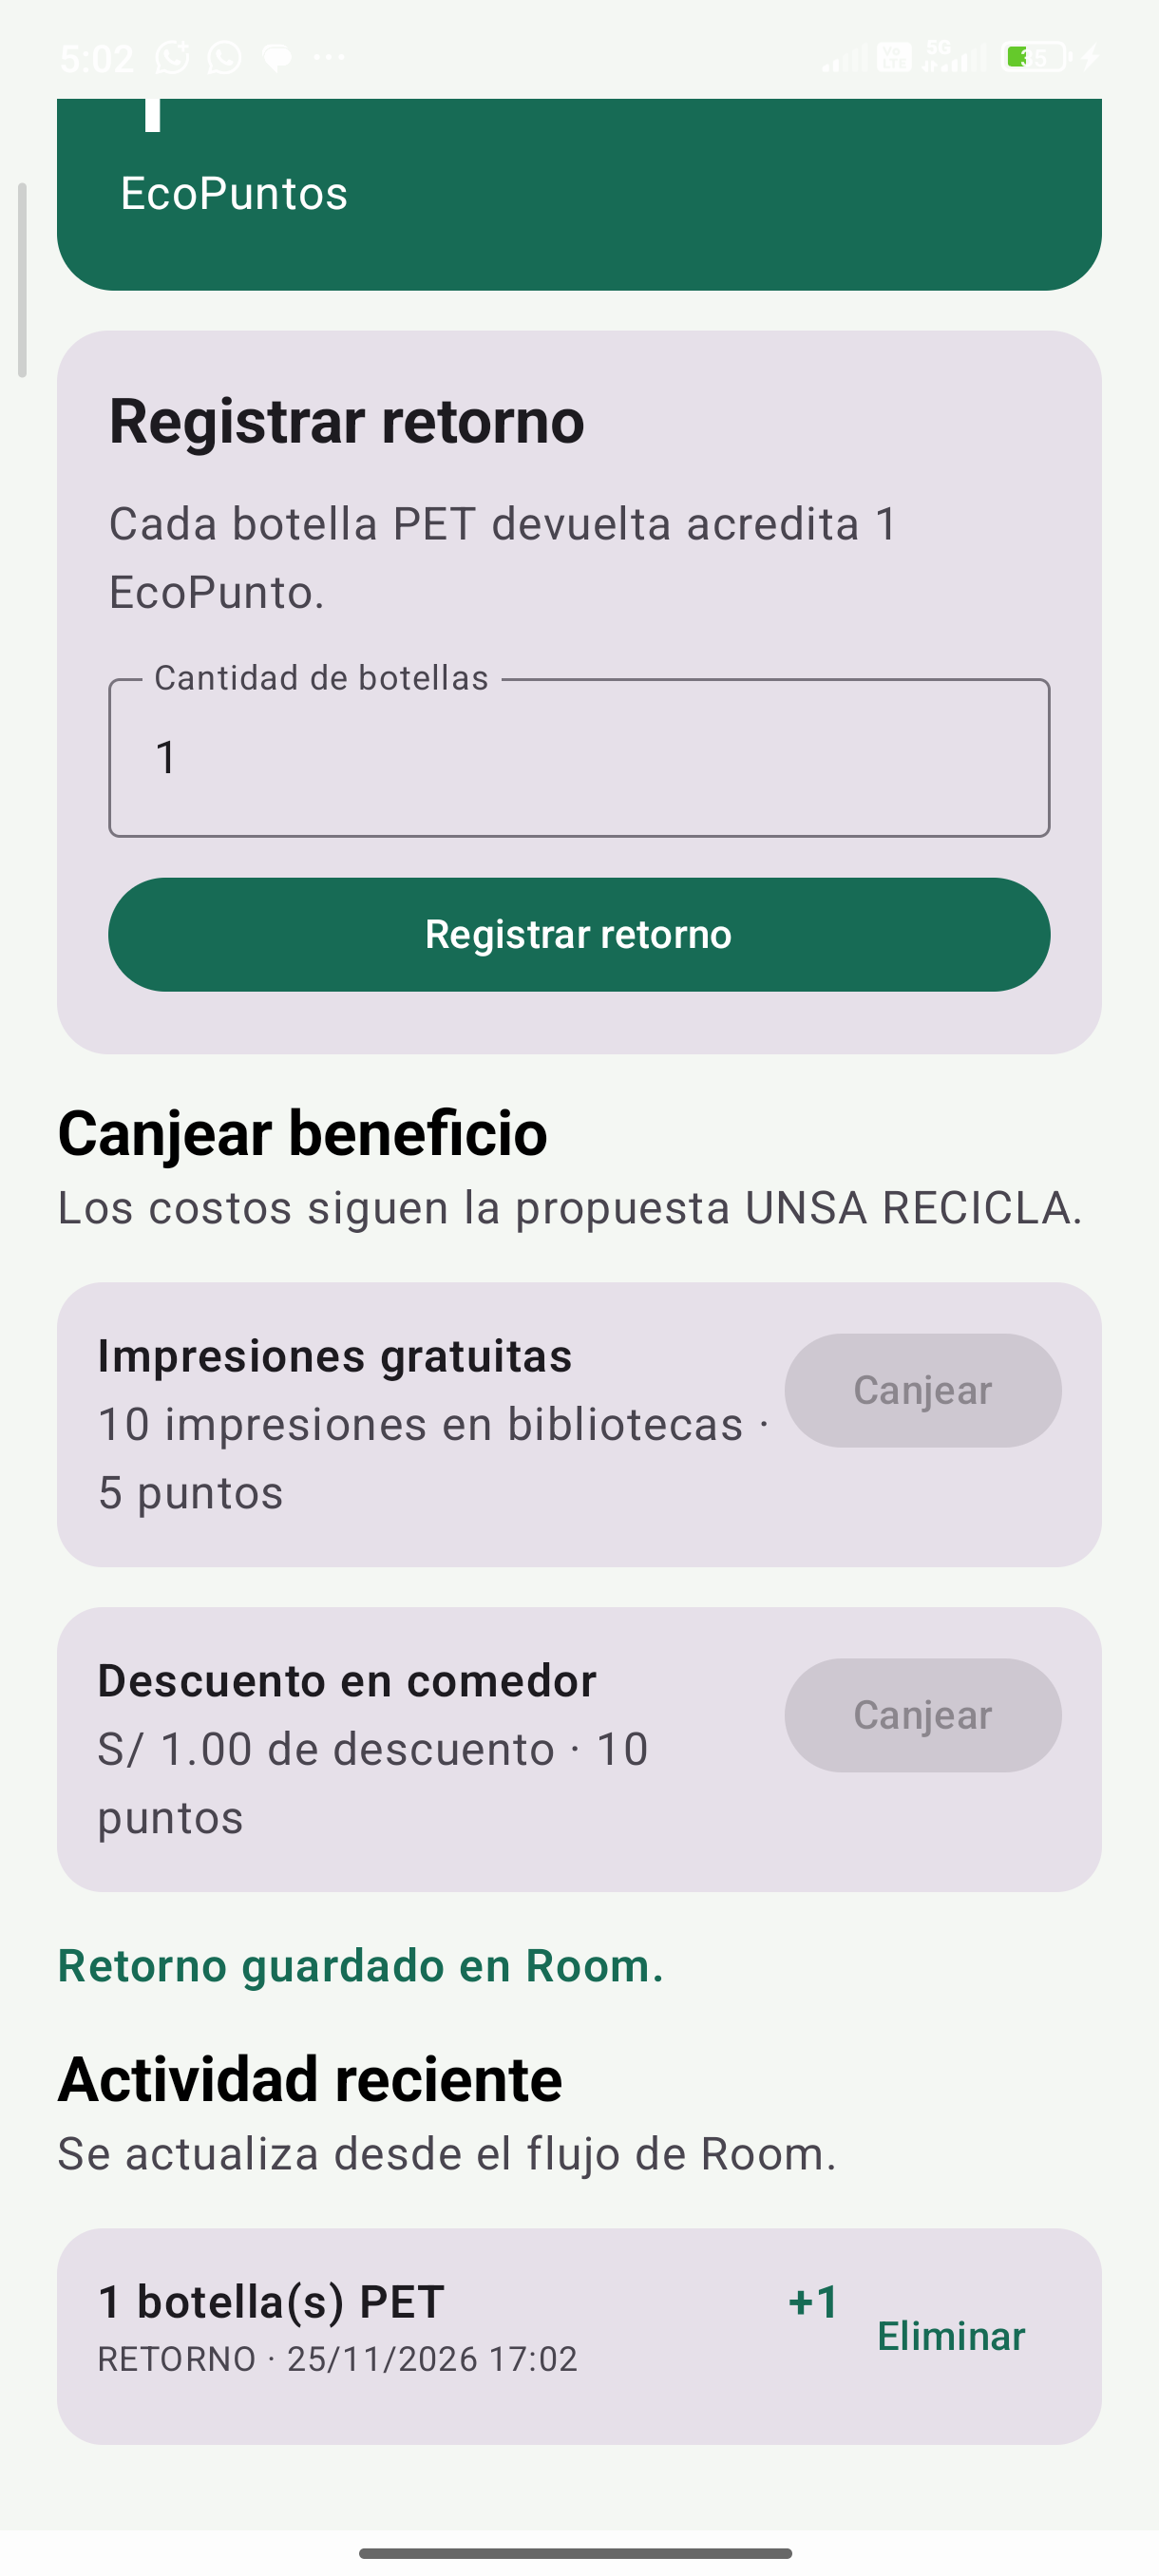 5:02
5G
35
EcoPuntos
Registrar retorno
Cada botella PET devuelta acredita 1
EcoPunto.
Cantidad de botellas
1
Registrar retorno
Canjear beneficio
Los costos siguen la propuesta UNSA RECICLA.
Impresiones gratuitas
Canjear
10 impresiones en bibliotecas ·
5 puntos
Descuento en comedor
Canjear
S/ 1.00 de descuento · 10
puntos
Retorno guardado en Room.
Actividad reciente
Se actualiza desde el flujo de Room.
1 botella(s) PET
+1
Eliminar
RETORNO · 25/11/2026 17:02